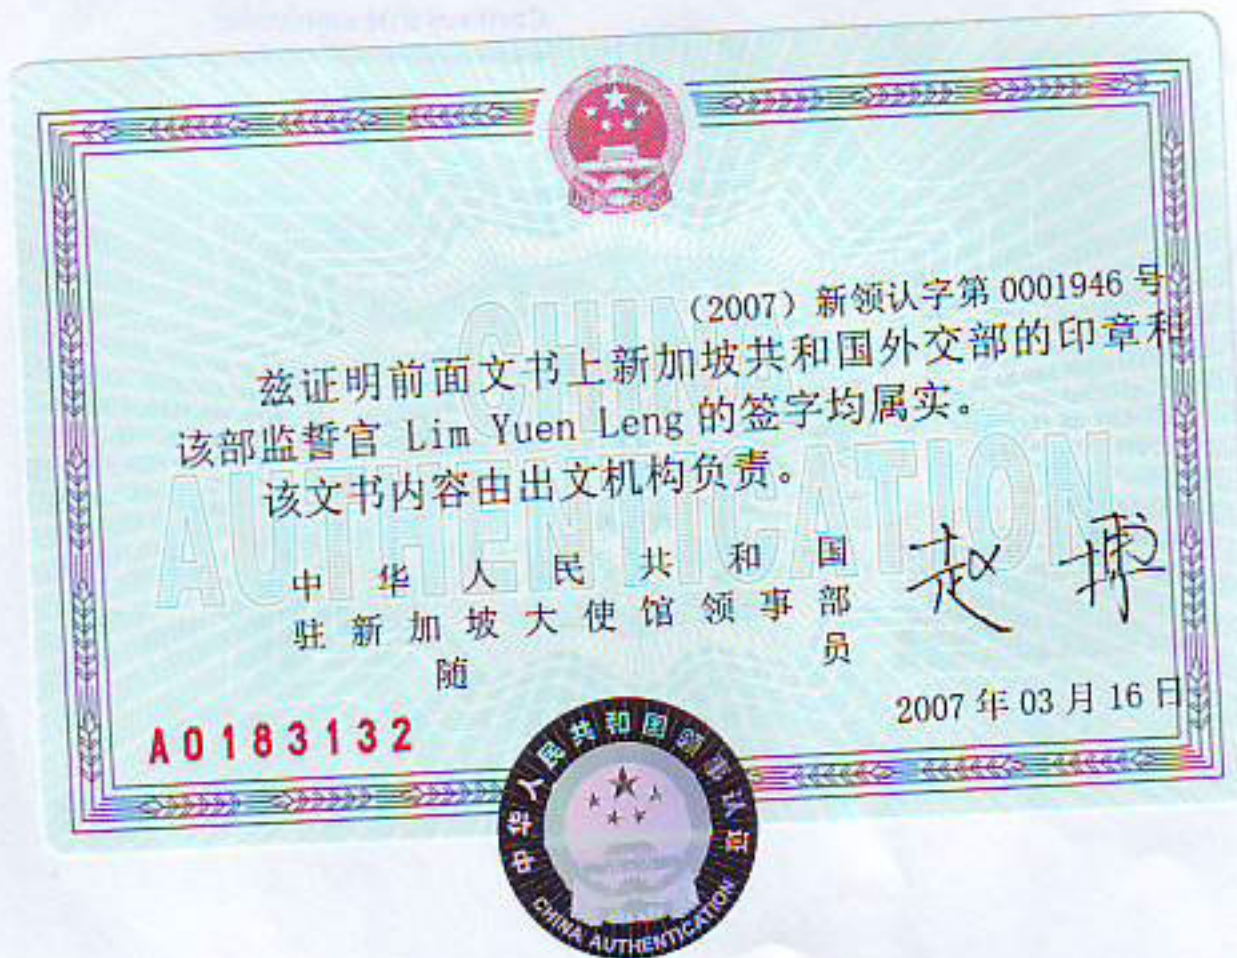 （2007）新领认字第 0001946 号
兹证明前面文书上新加坡共和国外交部的印章和
该部监誓官 Lim Yuen Leng 的签字均属实。
该文书内容由出文机构负责。
中华人民共和国
驻新加坡大使馆领事部
随员
赵博
2007 年 03 月 16 日
A0183132
CHINA
AUTHENTICATION
中华人民共和国领事认证
CHINA AUTHENTICATION